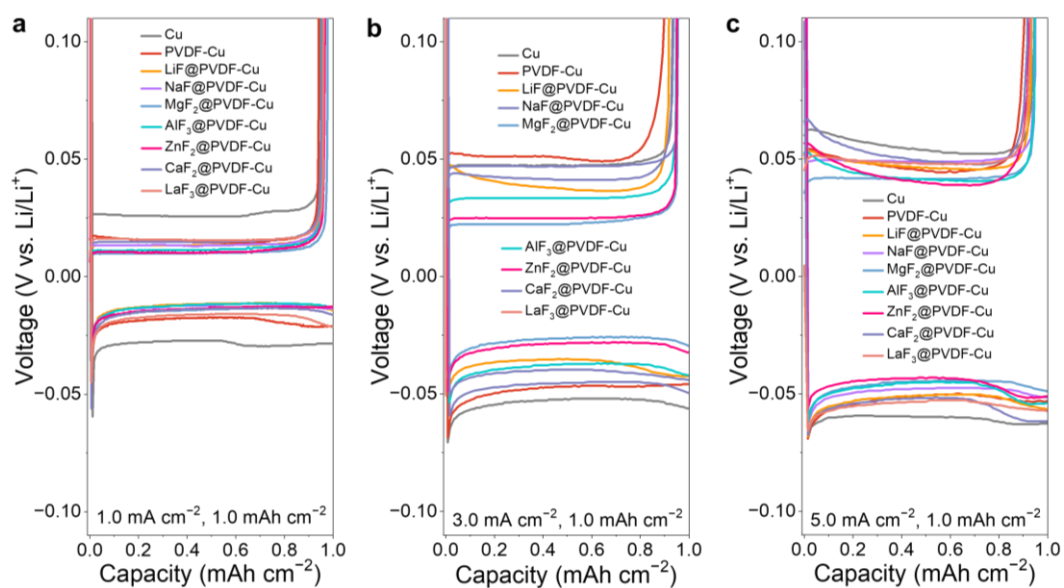 a
Cu
PVDF-Cu
LiF@PVDF-Cu
NaF@PVDF-Cu
MgF₂@PVDF-Cu
AlF₃@PVDF-Cu
ZnF₂@PVDF-Cu
CaF₂@PVDF-Cu
LaF₃@PVDF-Cu
0.10
0.05
0.00
−0.05
−0.10
Voltage (V vs. Li/Li⁺)
1.0 mA cm⁻², 1.0 mAh cm⁻²
0.0 0.2 0.4 0.6 0.8 1.0
Capacity (mAh cm⁻²)
b
Cu
PVDF-Cu
LiF@PVDF-Cu
NaF@PVDF-Cu
MgF₂@PVDF-Cu
AlF₃@PVDF-Cu
ZnF₂@PVDF-Cu
CaF₂@PVDF-Cu
LaF₃@PVDF-Cu
0.10
0.05
0.00
−0.05
−0.10
Voltage (V vs. Li/Li⁺)
3.0 mA cm⁻², 1.0 mAh cm⁻²
0.0 0.2 0.4 0.6 0.8 1.0
Capacity (mAh cm⁻²)
c
Cu
PVDF-Cu
LiF@PVDF-Cu
NaF@PVDF-Cu
MgF₂@PVDF-Cu
AlF₃@PVDF-Cu
ZnF₂@PVDF-Cu
CaF₂@PVDF-Cu
LaF₃@PVDF-Cu
0.10
0.05
0.00
−0.05
−0.10
Voltage (V vs. Li/Li⁺)
5.0 mA cm⁻², 1.0 mAh cm⁻²
0.0 0.2 0.4 0.6 0.8 1.0
Capacity (mAh cm⁻²)